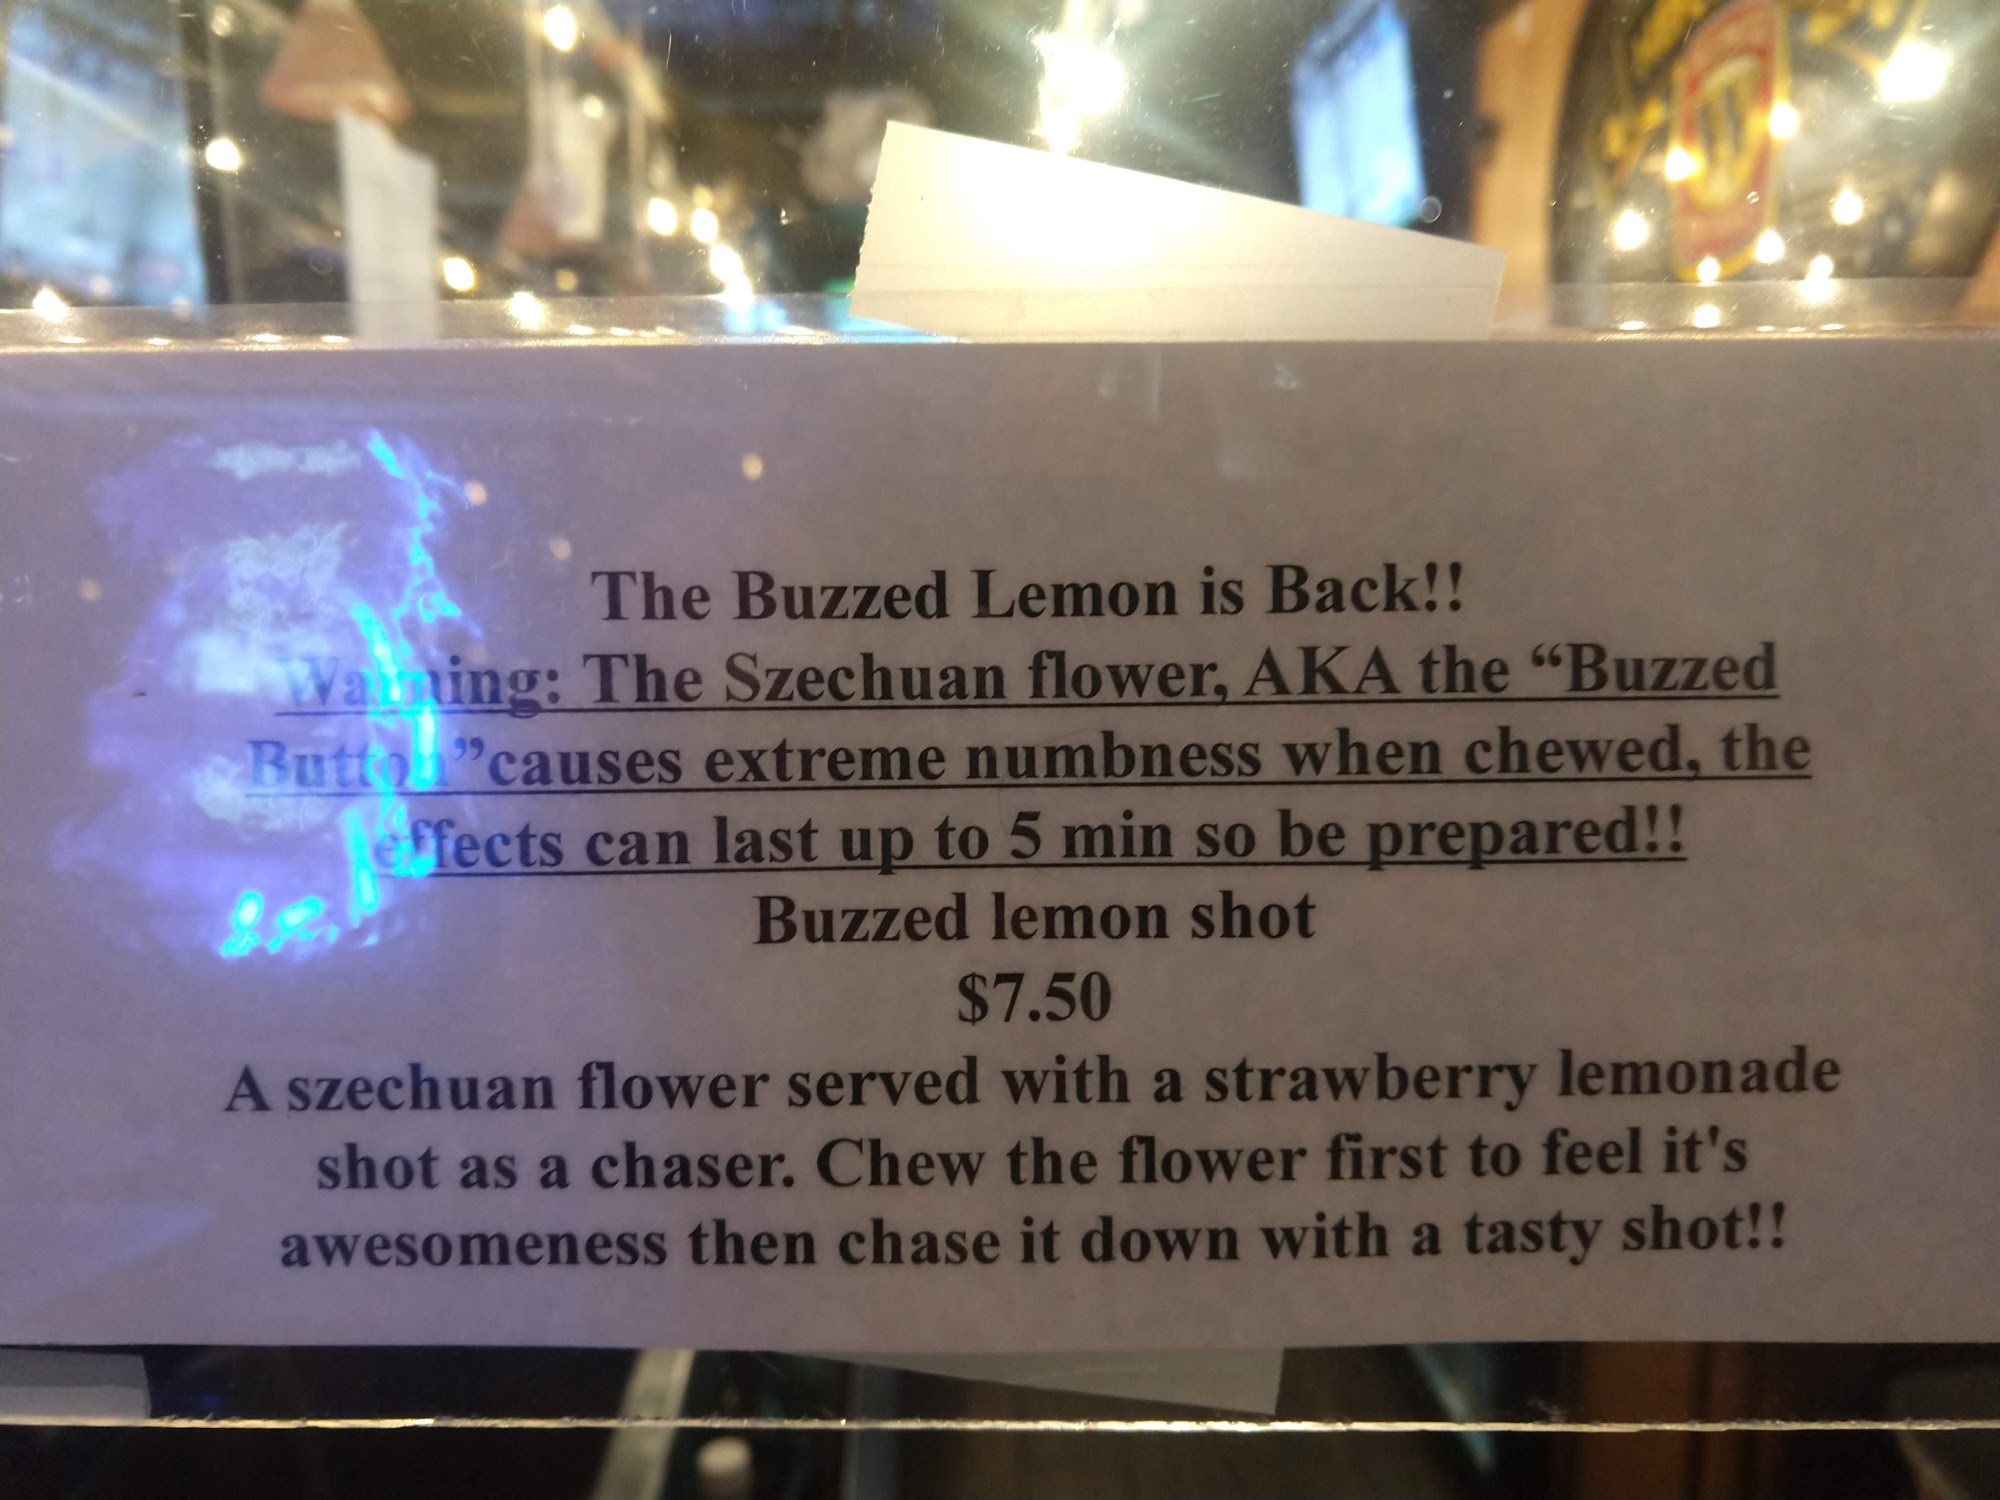 The Buzzed Lemon is Back!!
Warning: The Szechuan flower, AKA the “Buzzed
Button”causes extreme numbness when chewed, the
effects can last up to 5 min so be prepared!!
Buzzed lemon shot
$7.50
A szechuan flower served with a strawberry lemonade
shot as a chaser. Chew the flower first to feel it's
awesomeness then chase it down with a tasty shot!!